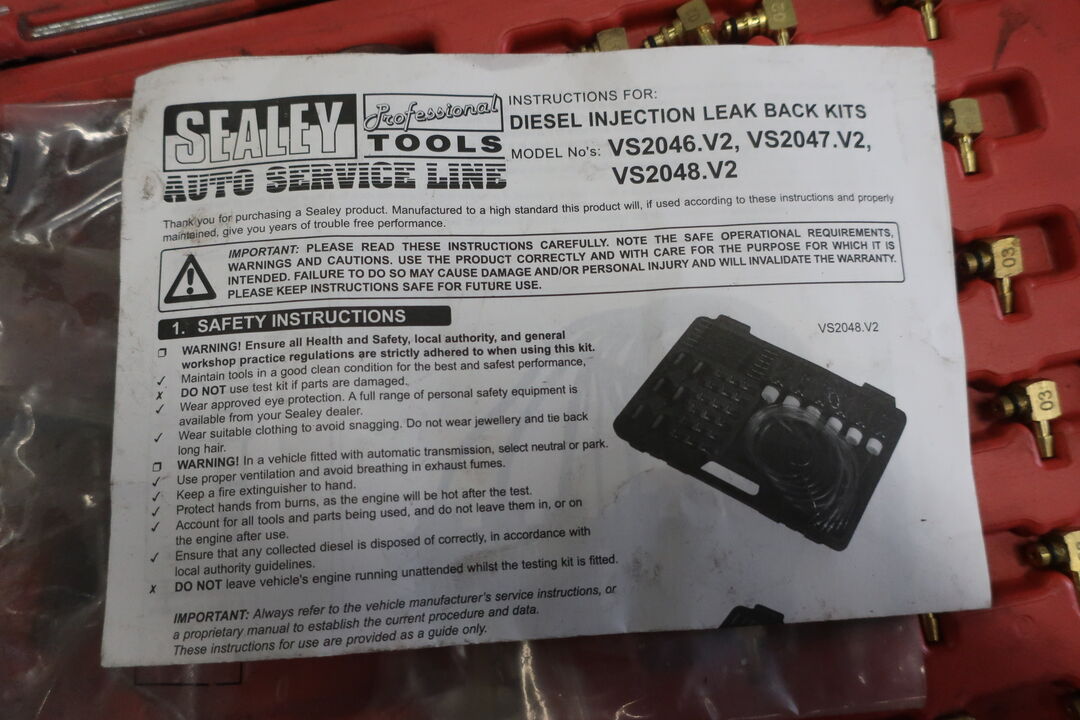 SEALEY
Professional
TOOLS
AUTO SERVICE LINE
INSTRUCTIONS FOR:
DIESEL INJECTION LEAK BACK KITS
MODEL No's: VS2046.V2, VS2047.V2,
VS2048.V2
Thank you for purchasing a Sealey product. Manufactured to a high standard this product will, if used according to these instructions and properly
maintained, give you years of trouble free performance.
IMPORTANT: PLEASE READ THESE INSTRUCTIONS CAREFULLY. NOTE THE SAFE OPERATIONAL REQUIREMENTS,
WARNINGS AND CAUTIONS. USE THE PRODUCT CORRECTLY AND WITH CARE FOR THE PURPOSE FOR WHICH IT IS
INTENDED. FAILURE TO DO SO MAY CAUSE DAMAGE AND/OR PERSONAL INJURY AND WILL INVALIDATE THE WARRANTY.
PLEASE KEEP INSTRUCTIONS SAFE FOR FUTURE USE.
1. SAFETY INSTRUCTIONS
❐ WARNING! Ensure all Health and Safety, local authority, and general
workshop practice regulations are strictly adhered to when using this kit.
✓ Maintain tools in a good clean condition for the best and safest performance,
✗ DO NOT use test kit if parts are damaged.
✓ Wear approved eye protection. A full range of personal safety equipment is
available from your Sealey dealer.
✓ Wear suitable clothing to avoid snagging. Do not wear jewellery and tie back
long hair.
❐ WARNING! In a vehicle fitted with automatic transmission, select neutral or park.
✓ Use proper ventilation and avoid breathing in exhaust fumes.
✓ Keep a fire extinguisher to hand.
✓ Protect hands from burns, as the engine will be hot after the test.
✓ Account for all tools and parts being used, and do not leave them in, or on
the engine after use.
✓ Ensure that any collected diesel is disposed of correctly, in accordance with
local authority guidelines.
✗ DO NOT leave vehicle's engine running unattended whilst the testing kit is fitted.
IMPORTANT: Always refer to the vehicle manufacturer's service instructions, or
a proprietary manual to establish the current procedure and data.
These instructions for use are provided as a guide only.
VS2048.V2
02
03
03